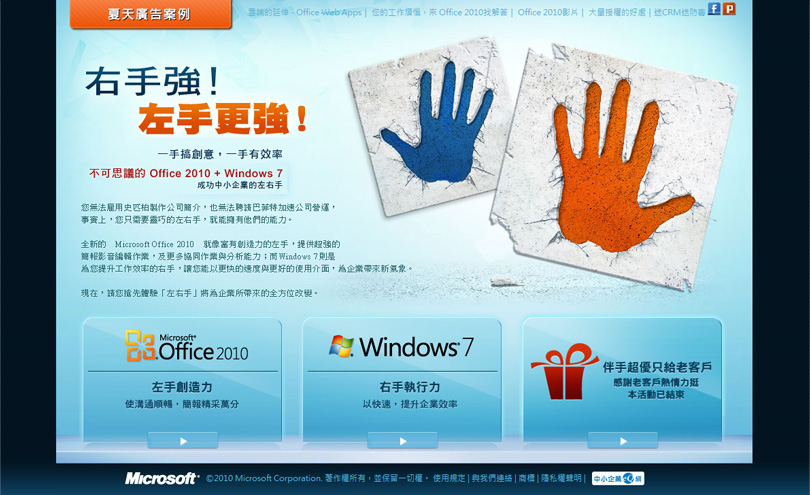 夏天廣告案例
雲端的延伸 - Office Web Apps | 您的工作煩惱，來 Office 2010找解答 | Office 2010影片 | 大量授權的好處 | 送CRM送防毒
右手強！
左手更強！
一手搞創意，一手有效率
不可思議的 Office 2010 + Windows 7
成功中小企業的左右手
您無法雇用史匹柏製作公司簡介，也無法聘請巴菲特加速公司營運，
事實上，您只需要靈巧的左右手，就能擁有他們的能力。
全新的 Microsoft Office 2010 就像富有創造力的左手，提供超強的
簡報影音編輯作業，及更多協同作業與分析能力；而Windows 7則是
為您提升工作效率的右手，讓您能以更快的速度與更好的使用介面，為企業帶來新氣象。
現在，請您搶先體驗「左右手」將為企業所帶來的全方位改變。
Microsoft®
Office 2010
左手創造力
使溝通順暢，簡報精采萬分
Windows 7
右手執行力
以快速，提升企業效率
伴手超優只給老客戶
感謝老客戶熱情力挺
本活動已結束
Microsoft® ©2010 Microsoft Corporation. 著作權所有，並保留一切權。 使用規定 | 與我們連絡 | 商標 | 隱私權聲明 | 中小企業 網